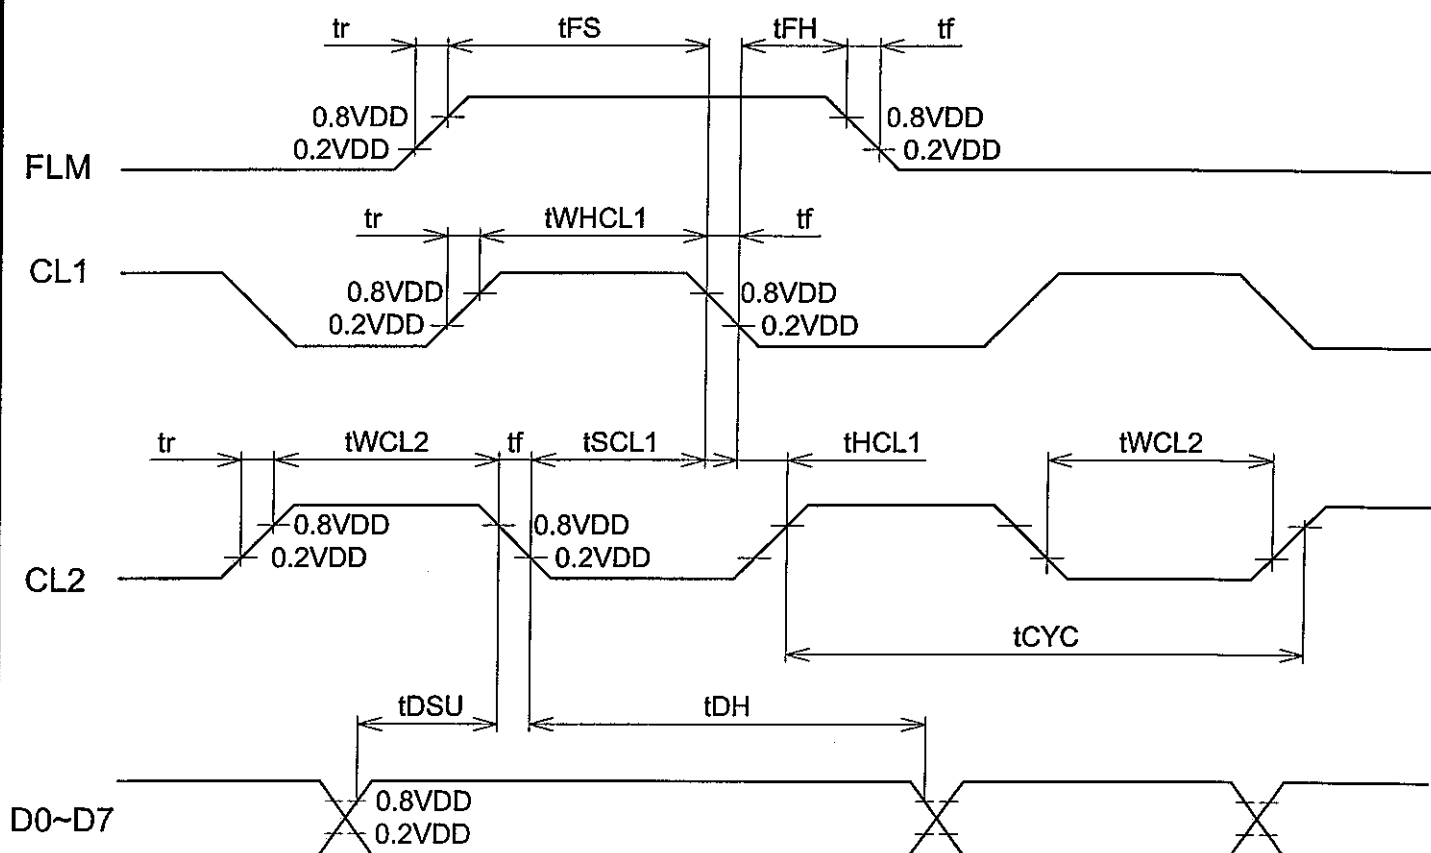 tr tFS tFH tf
0.8VDD 0.8VDD
0.2VDD 0.2VDD
FLM
tr tWHCL1 tf
CL1
0.8VDD 0.8VDD
0.2VDD 0.2VDD
tr tWCL2 tf tSCL1 tHCL1 tWCL2
0.8VDD 0.8VDD
0.2VDD 0.2VDD
CL2
tCYC
tDSU tDH
0.8VDD
D0~D7
0.2VDD